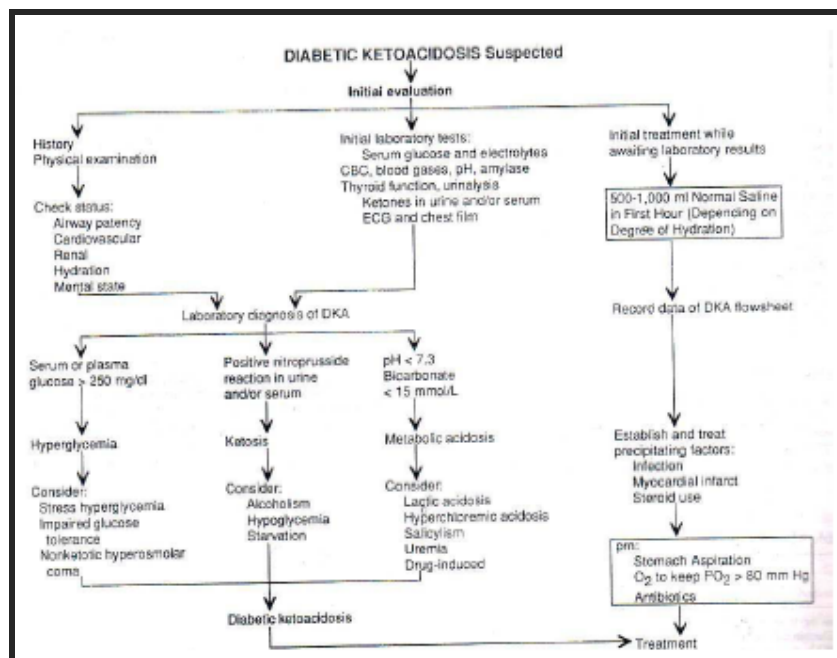 DIABETIC KETOACIDOSIS Suspected
Initial evaluation
History
Physical examination
Initial laboratory tests:
Serum glucose and electrolytes
CBC, blood gases, pH, amylase
Thyroid function, urinalysis
Ketones in urine and/or serum
ECG and chest film
Initial treatment while
awaiting laboratory results
Check status:
Airway patency
Cardiovascular
Renal
Hydration
Mental state
500-1,000 ml Normal Saline
in First Hour (Depending on
Degree of Hydration)
Laboratory diagnosis of DKA
Record data of DKA flowsheet
Serum or plasma
glucose > 250 mg/dl
Positive nitroprusside
reaction in urine
and/or serum
pH < 7.3
Bicarbonate
< 15 mmol/L
Hyperglycemia
Ketosis
Metabolic acidosis
Establish and treat
precipitating factors:
Infection
Myocardial infarct
Steroid use
Consider:
Stress hyperglycemia
Impaired glucose
tolerance
Nonketotic hyperosmolar
coma
Consider:
Alcoholism
Hypoglycemia
Starvation
Consider:
Lactic acidosis
Hyperchloremic acidosis
Salicylism
Uremia
Drug-induced
prn:
Stomach Aspiration
O2 to keep PO2 > 80 mm Hg
Antibiotics
Diabetic ketoacidosis
Treatment